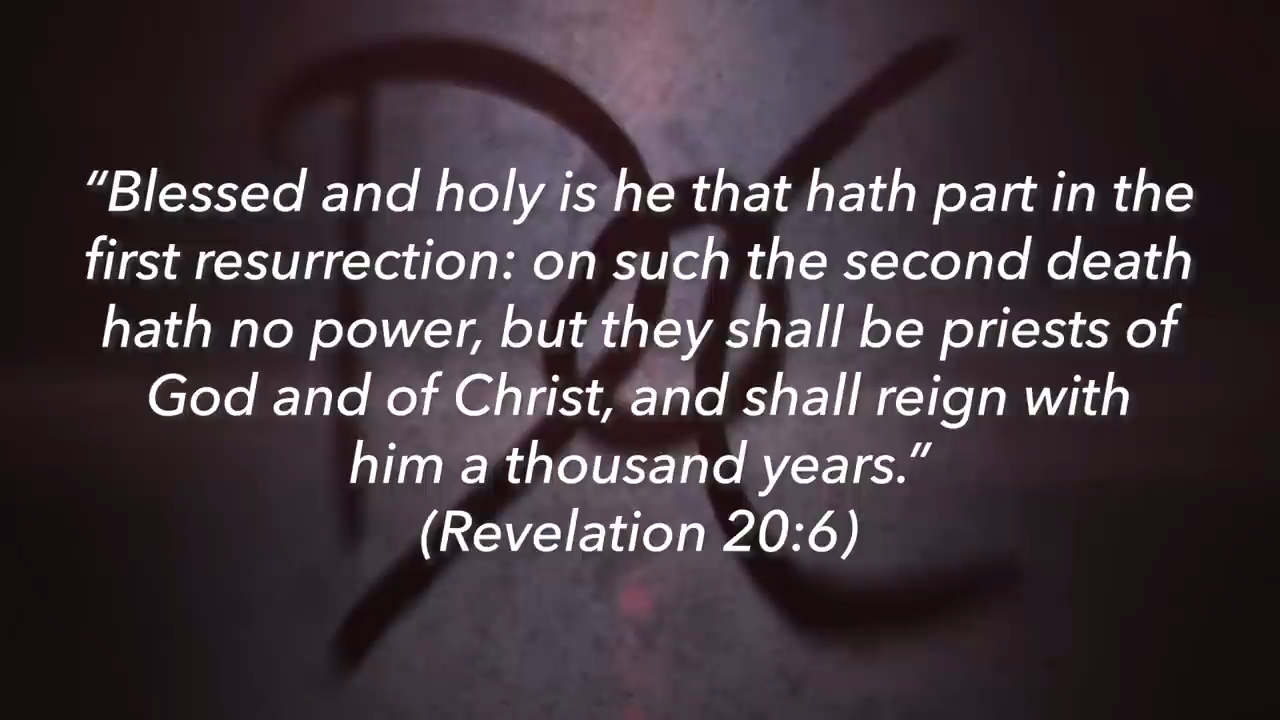 “Blessed and holy is he that hath part in the
first resurrection: on such the second death
hath no power, but they shall be priests of
God and of Christ, and shall reign with
him a thousand years.”
(Revelation 20:6)